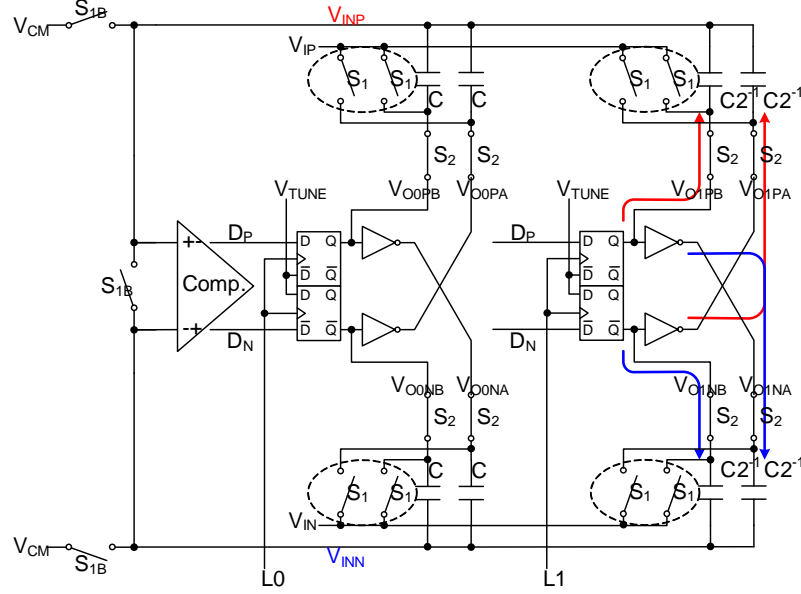 S1B
VCM
VINP
VIP
S1 S1 C C
S1 S1 C2⁻¹ C2⁻¹
S2 S2
S2 S2
VTUNE VO0PB VO0PA
VTUNE VO1PB VO1PA
DP D Q
DP D Q
S1B
+-
Comp.
-+
D̅ Q̅
D Q
D̅ Q̅
D̅ Q̅
D Q
D̅ Q̅
DN
DN
VO0NB VO0NA
VO1NB VO1NA
S2 S2
S2 S2
S1 S1 C C
S1 S1 C2⁻¹ C2⁻¹
VIN
VCM
S1B
VINN
L0
L1